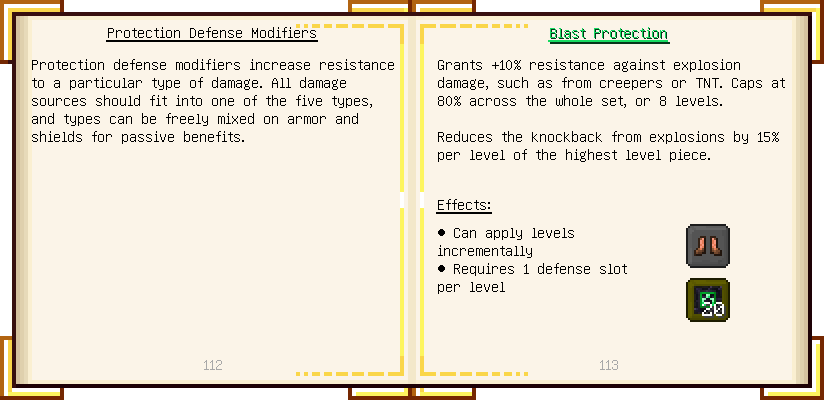 Protection Defense Modifiers
Protection defense modifiers increase resistance
to a particular type of damage. All damage
sources should fit into one of the five types,
and types can be freely mixed on armor and
shields for passive benefits.
112
Blast Protection
Grants +10% resistance against explosion
damage, such as from creepers or TNT. Caps at
80% across the whole set, or 8 levels.
Reduces the knockback from explosions by 15%
per level of the highest level piece.
Effects:
● Can apply levels
incrementally
● Requires 1 defense slot
per level
20
113